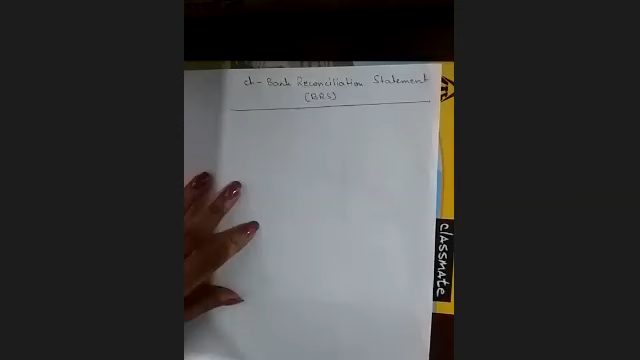 ch - Bank Reconciliation Statement
(BRS)
classmate